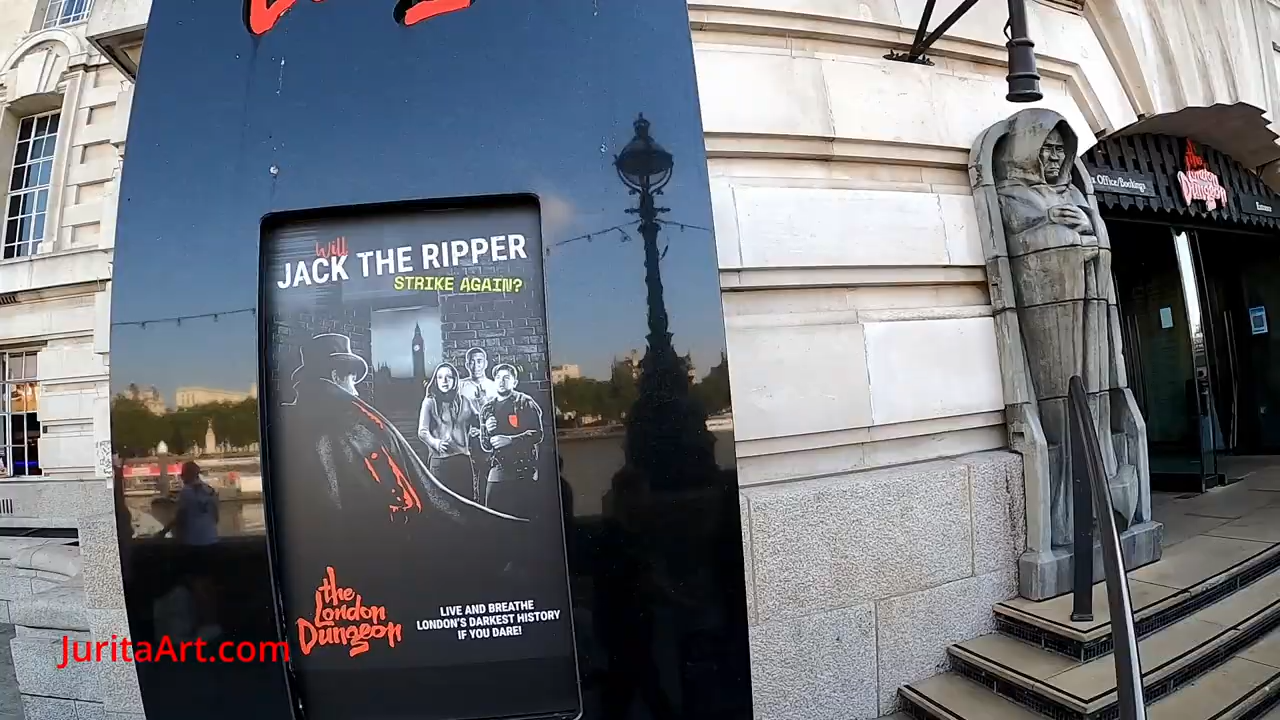 Will
JACK THE RIPPER
STRIKE AGAIN?
the
London
Dungeon
LIVE AND BREATHE
LONDON'S DARKEST HISTORY
IF YOU DARE!
Office/Bookings
the
London
Dungeon
Entrance
JuritaArt.com